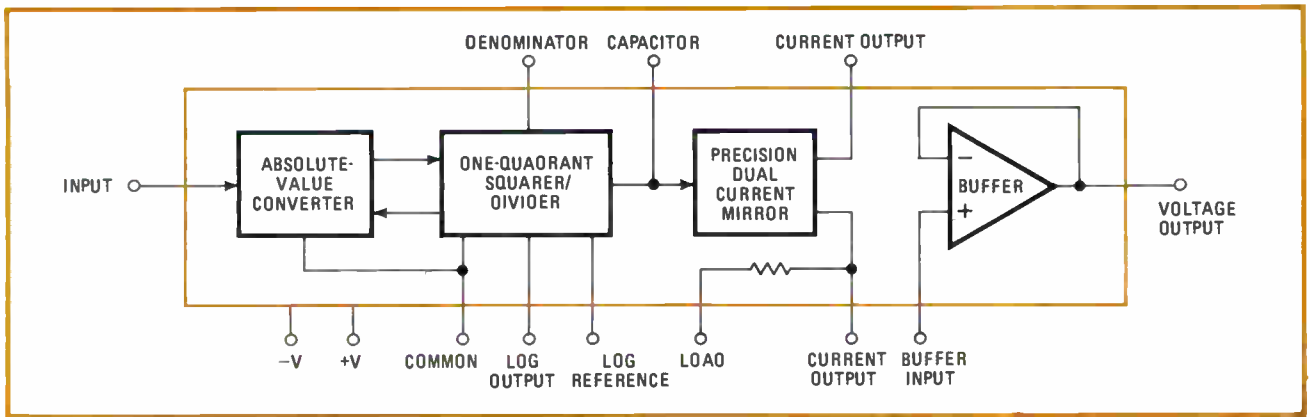 DENOMINATOR
CAPACITOR
CURRENT OUTPUT
INPUT
ABSOLUTE-
VALUE
CONVERTER
ONE-QUADRANT
SQUARER/
DIVIDER
PRECISION
DUAL
CURRENT
MIRROR
−
BUFFER
+
VOLTAGE
OUTPUT
−V
+V
COMMON
LOG
OUTPUT
LOG
REFERENCE
LOAD
CURRENT
OUTPUT
BUFFER
INPUT